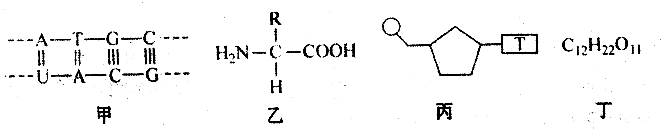 --- A — T — G — C ---
--- U — A — C — G ---
甲
R
H₂N — C — COOH
H
乙
T
丙
C₁₂H₂₂O₁₁
丁